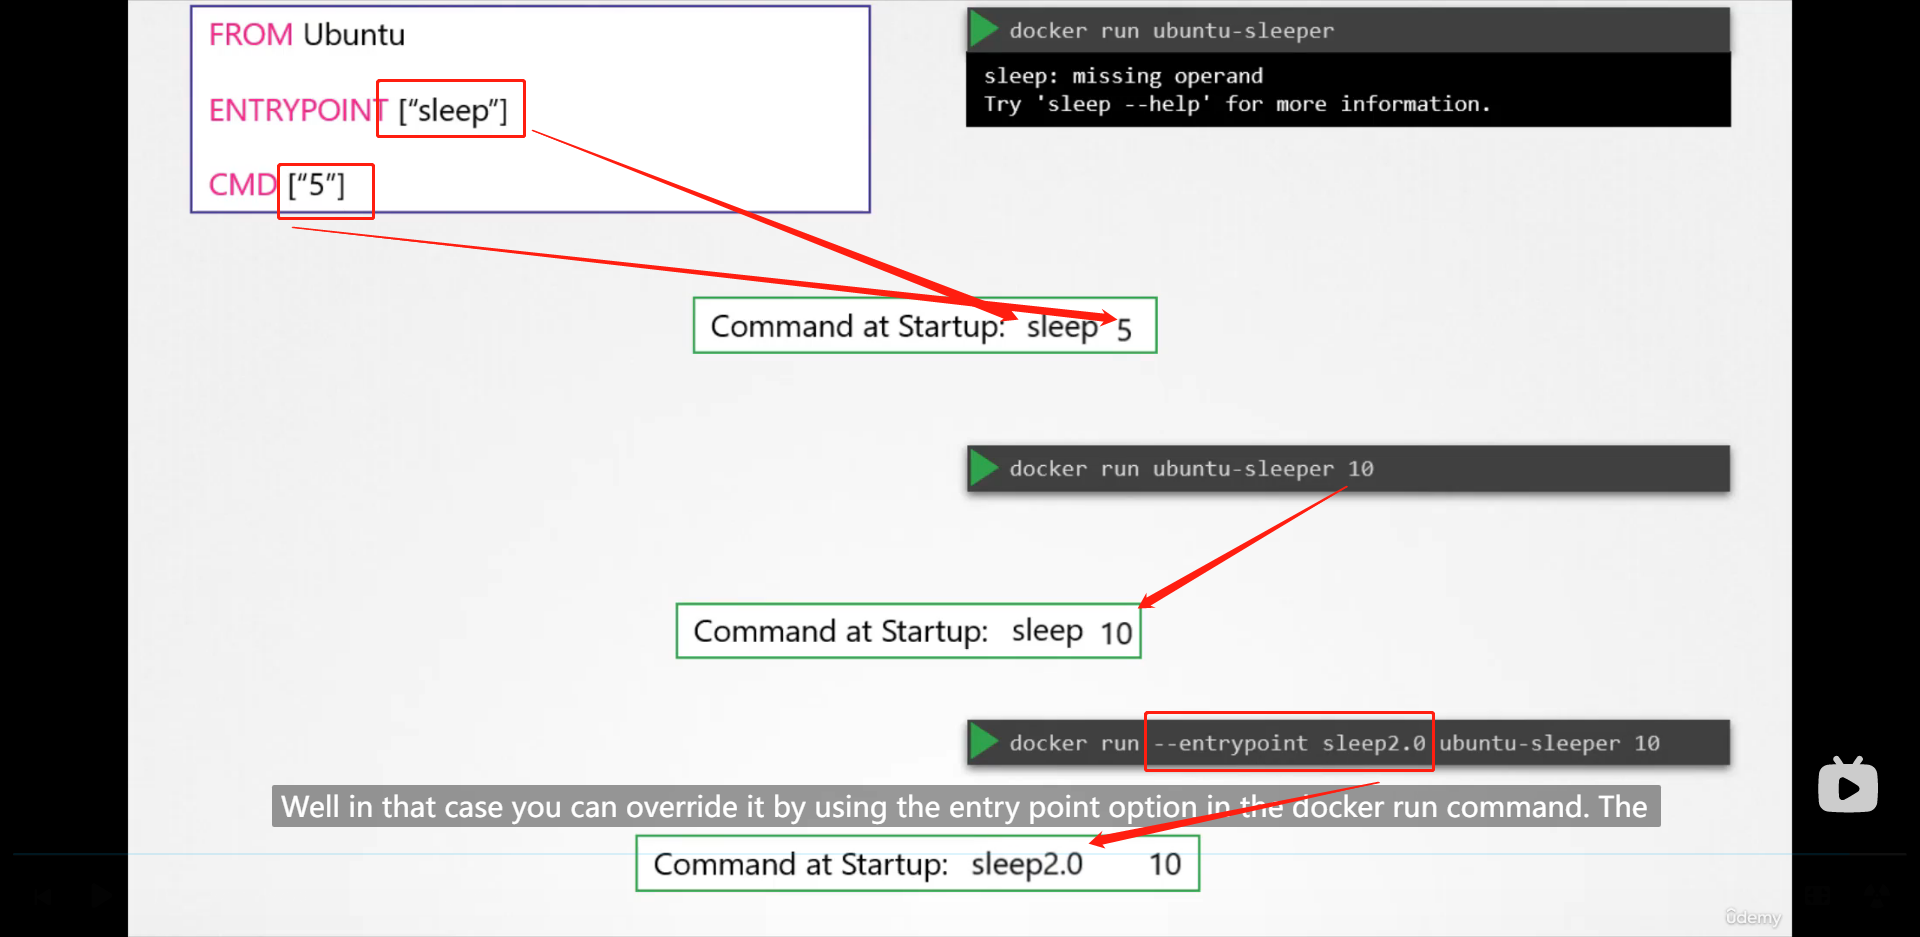 FROM Ubuntu
ENTRYPOINT [“sleep”]
CMD [“5”]
docker run ubuntu-sleeper
sleep: missing operand
Try 'sleep --help' for more information.
Command at Startup: sleep 5
docker run ubuntu-sleeper 10
Command at Startup: sleep 10
docker run --entrypoint sleep2.0 ubuntu-sleeper 10
Well in that case you can override it by using the entry point option in the docker run command. The
Command at Startup: sleep2.0 10
ûdemy